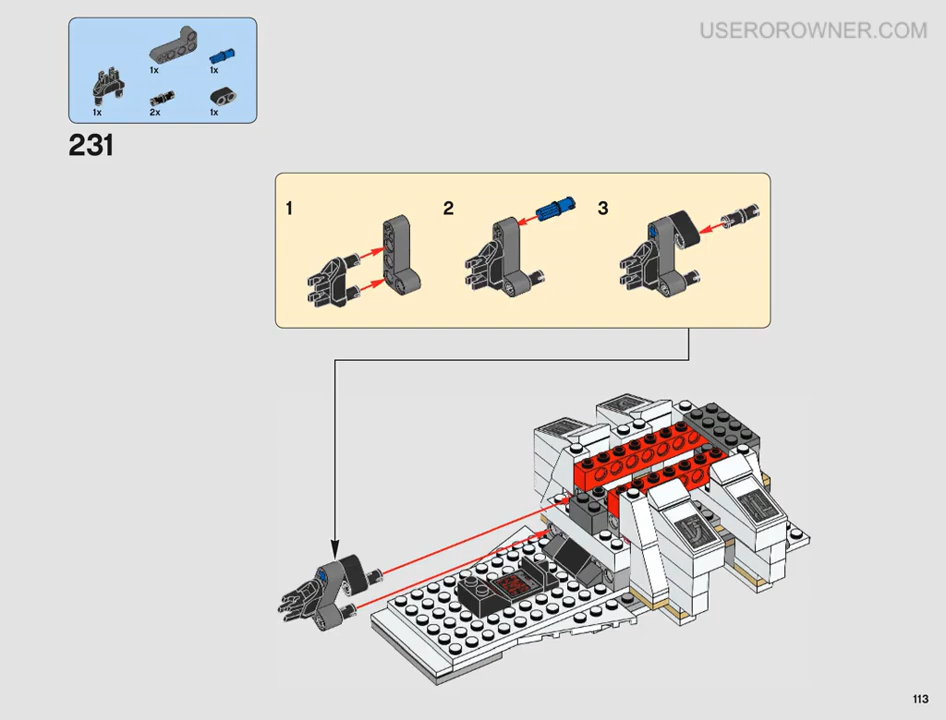 USEROROWNER.COM
1x 1x
1x 2x 1x
231
1 2 3
113